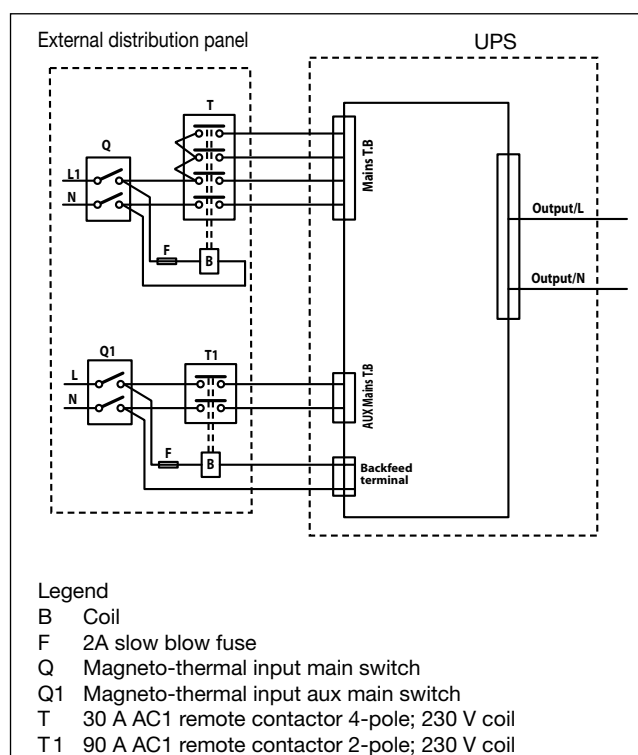 External distribution panel
UPS
T
Q
L1
N
F
B
Mains T.B
Output/L
Output/N
Q1
T1
L
N
F
B
AUX Mains T.B
Backfeed
terminal
Legend
B Coil
F 2A slow blow fuse
Q Magneto-thermal input main switch
Q1 Magneto-thermal input aux main switch
T 30 A AC1 remote contactor 4-pole; 230 V coil
T1 90 A AC1 remote contactor 2-pole; 230 V coil